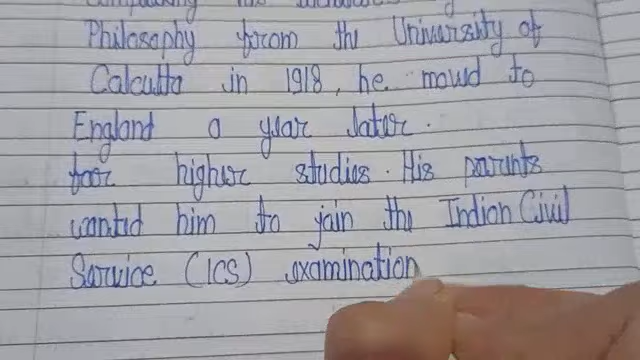 Philosophy from the University of
Calcutta in 1918, he moved to
England a year later.
for higher studies. His parents
wanted him to join the Indian Civil
Service (ICS) examination